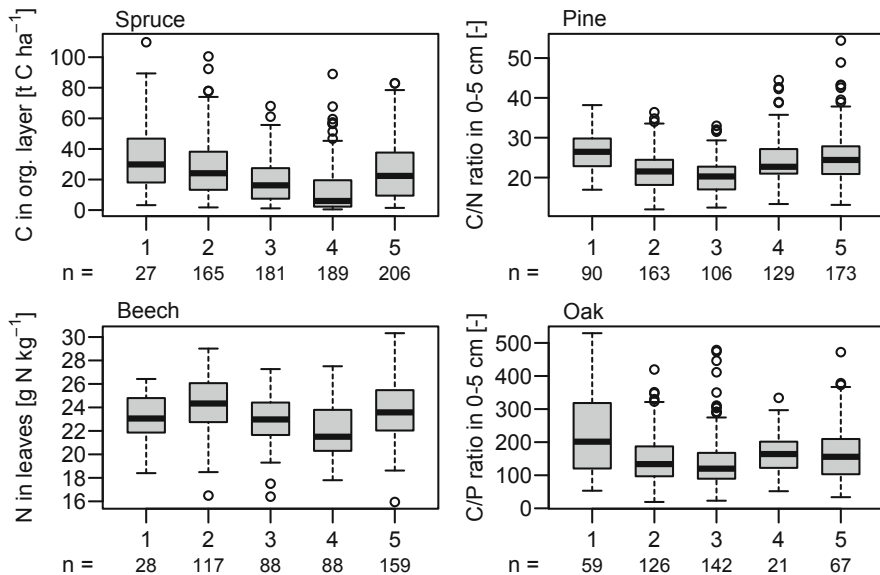 Spruce
C in org. layer [t C ha⁻¹]
100
80
60
40
20
0
1 2 3 4 5
n = 27 165 181 189 206
Pine
C/N ratio in 0-5 cm [-]
50
40
30
20
1 2 3 4 5
90 163 106 129 173
Beech
N in leaves [g N kg⁻¹]
30
28
26
24
22
20
18
16
1 2 3 4 5
n = 28 117 88 88 159
Oak
C/P ratio in 0-5 cm [-]
500
400
300
200
100
0
1 2 3 4 5
59 126 142 21 67